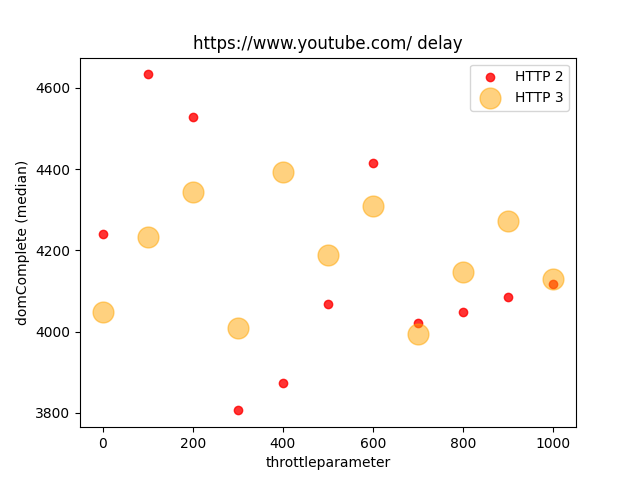 https://www.youtube.com/ delay
HTTP 2
HTTP 3
domComplete (median)
4600
4400
4200
4000
3800
0 200 400 600 800 1000
throttleparameter